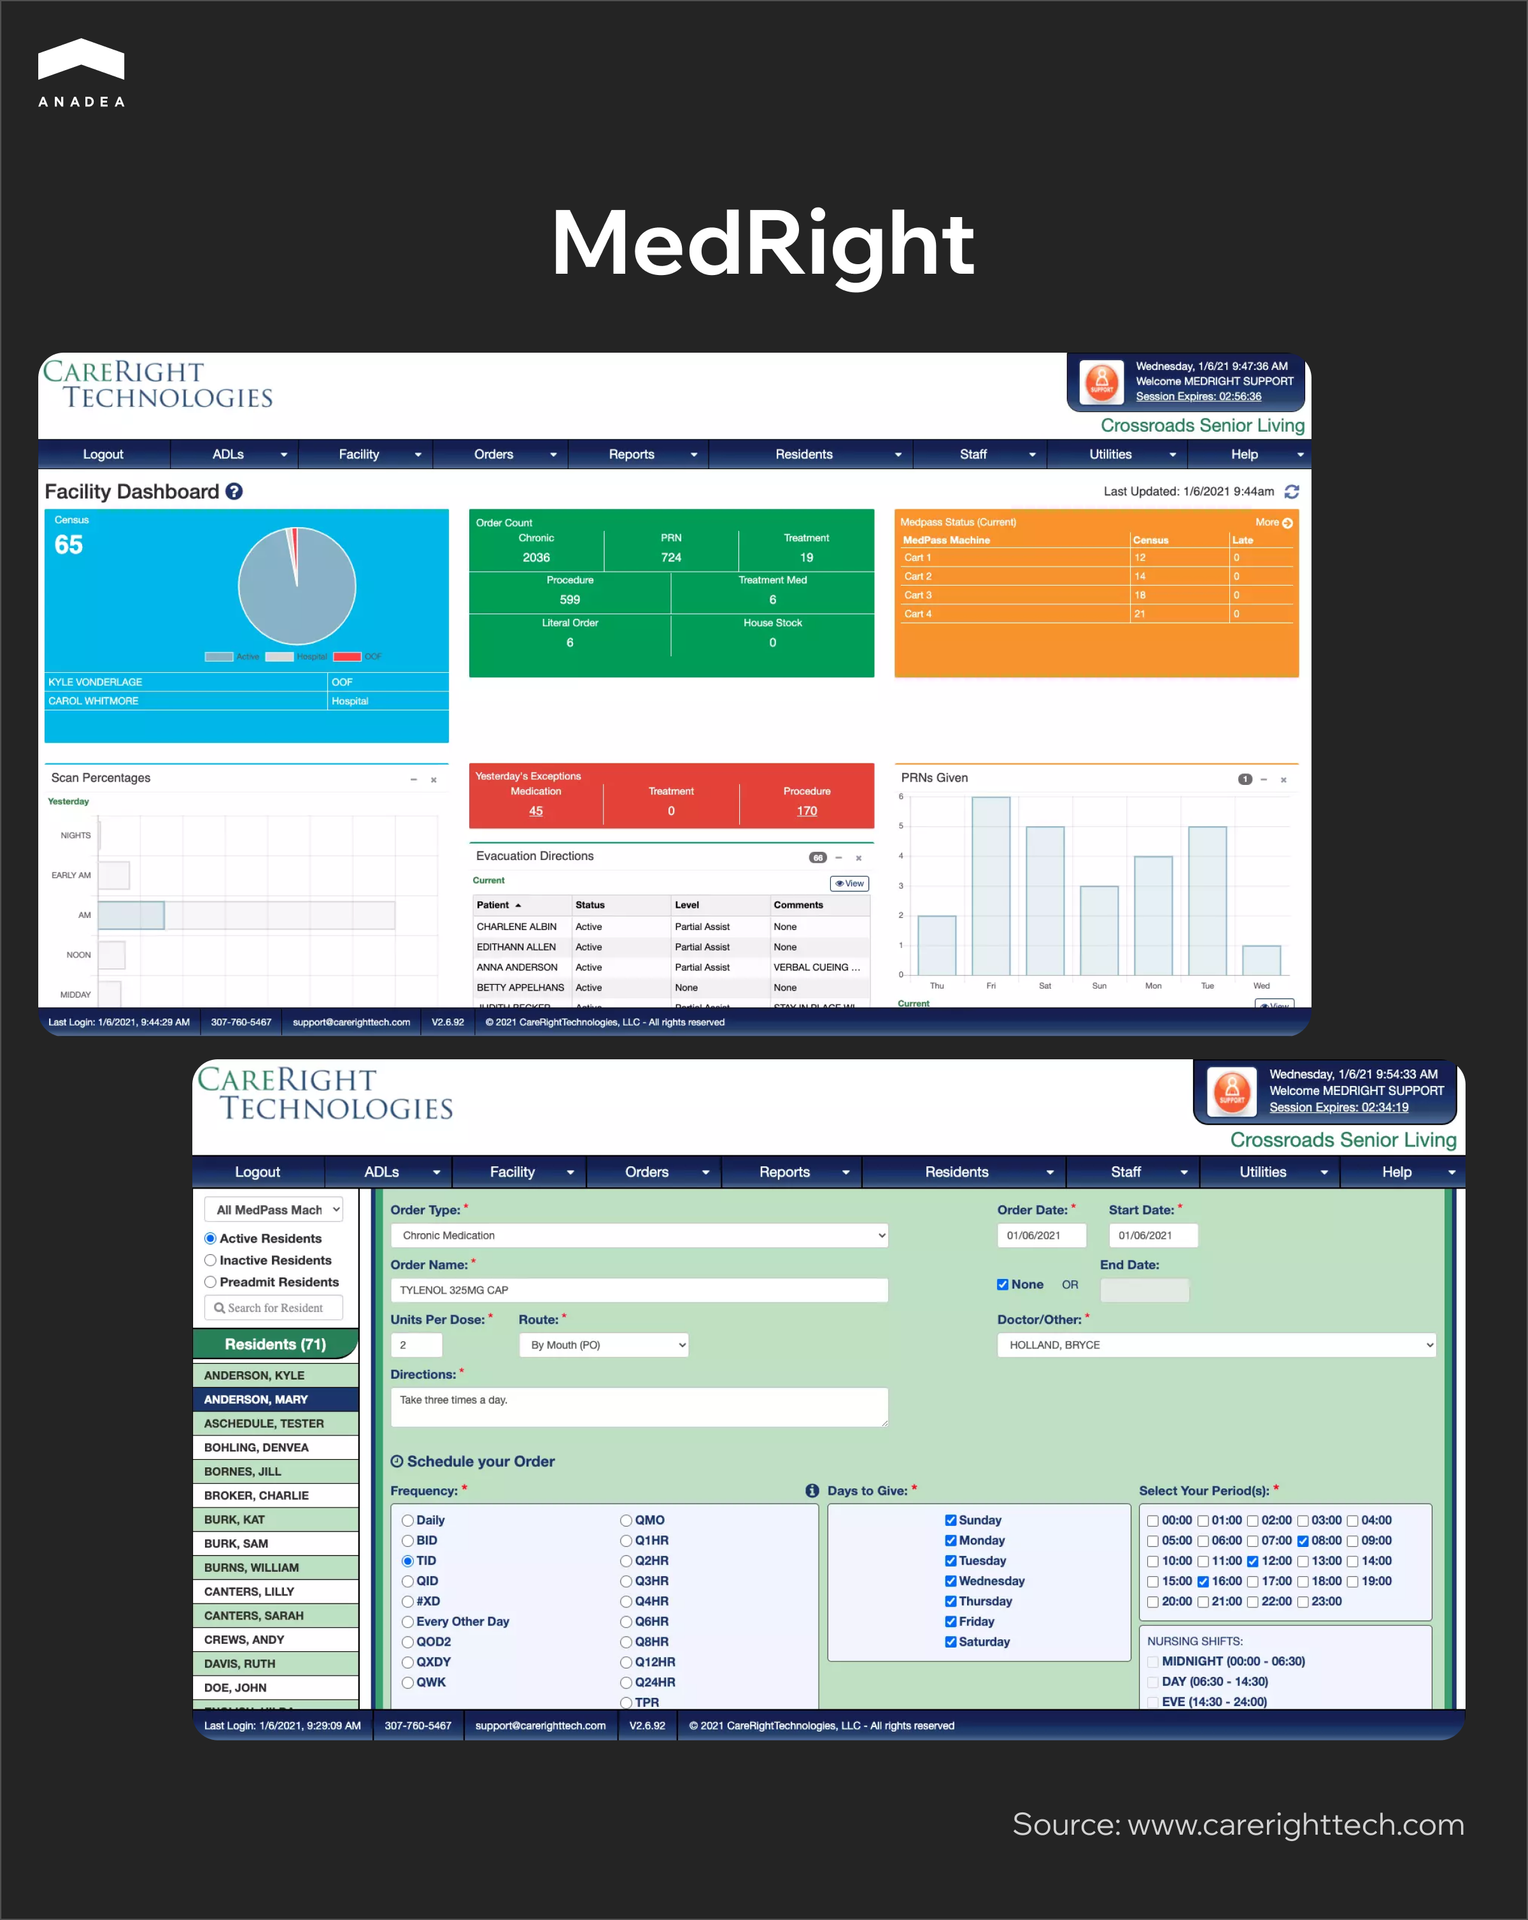 ANADEA
MedRight
CARERIGHT
TECHNOLOGIES
Wednesday, 1/6/21 9:47:36 AM
Welcome MEDRIGHT SUPPORT
Session Expires: 02:56:36
SUPPORT
Crossroads Senior Living
Logout ADLs Facility Orders Reports Residents Staff Utilities Help
Facility Dashboard ?
Last Updated: 1/6/2021 9:44am
Census
65
Active Hospital OOF
KYLE VONDERLAGE OOF
CAROL WHITMORE Hospital
Order Count
Chronic PRN Treatment
2036 724 19
Procedure Treatment Med
599 6
Literal Order House Stock
6 0
Medpass Status (Current) More
MedPass Machine Census Late
Cart 1 12 0
Cart 2 14 0
Cart 3 18 0
Cart 4 21 0
Scan Percentages
Yesterday
NIGHTS
EARLY AM
AM
NOON
MIDDAY
Yesterday's Exceptions
Medication Treatment Procedure
45 0 170
Evacuation Directions 66
Current View
Patient Status Level Comments
CHARLENE ALBIN Active Partial Assist None
EDITHANN ALLEN Active Partial Assist None
ANNA ANDERSON Active Partial Assist VERBAL CUEING ...
BETTY APPELHANS Active None None
JUDITH BECKER Active Partial Assist STAY IN PLACE WI...
PRNs Given 1
6
5
4
3
2
1
0
Thu Fri Sat Sun Mon Tue Wed
Current View
Last Login: 1/6/2021, 9:44:29 AM 307-760-5467 support@carerighttech.com V2.6.92 © 2021 CareRightTechnologies, LLC - All rights reserved
CARERIGHT
TECHNOLOGIES
Wednesday, 1/6/21 9:54:33 AM
Welcome MEDRIGHT SUPPORT
Session Expires: 02:34:19
SUPPORT
Crossroads Senior Living
Logout ADLs Facility Orders Reports Residents Staff Utilities Help
All MedPass Mach
Active Residents
Inactive Residents
Preadmit Residents
Search for Resident
Residents (71)
ANDERSON, KYLE
ANDERSON, MARY
ASCHEDULE, TESTER
BOHLING, DENVEA
BORNES, JILL
BROKER, CHARLIE
BURK, KAT
BURK, SAM
BURNS, WILLIAM
CANTERS, LILLY
CANTERS, SARAH
CREWS, ANDY
DAVIS, RUTH
DOE, JOHN
Order Type: * Order Date: * Start Date: *
Chronic Medication 01/06/2021 01/06/2021
Order Name: * End Date:
TYLENOL 325MG CAP None OR
Units Per Dose: * Route: * Doctor/Other: *
2 By Mouth (PO) HOLLAND, BRYCE
Directions: *
Take three times a day.
Schedule your Order
Frequency: * Days to Give: * Select Your Period(s): *
Daily QMO
BID Q1HR
TID Q2HR
QID Q3HR
#XD Q4HR
Every Other Day Q6HR
QOD2 Q8HR
QXDY Q12HR
QWK Q24HR
TPR
Sunday
Monday
Tuesday
Wednesday
Thursday
Friday
Saturday
00:00 01:00 02:00 03:00 04:00
05:00 06:00 07:00 08:00 09:00
10:00 11:00 12:00 13:00 14:00
15:00 16:00 17:00 18:00 19:00
20:00 21:00 22:00 23:00
NURSING SHIFTS:
MIDNIGHT (00:00 - 06:30)
DAY (06:30 - 14:30)
EVE (14:30 - 24:00)
Last Login: 1/6/2021, 9:29:09 AM 307-760-5467 support@carerighttech.com V2.6.92 © 2021 CareRightTechnologies, LLC - All rights reserved
Source: www.carerighttech.com